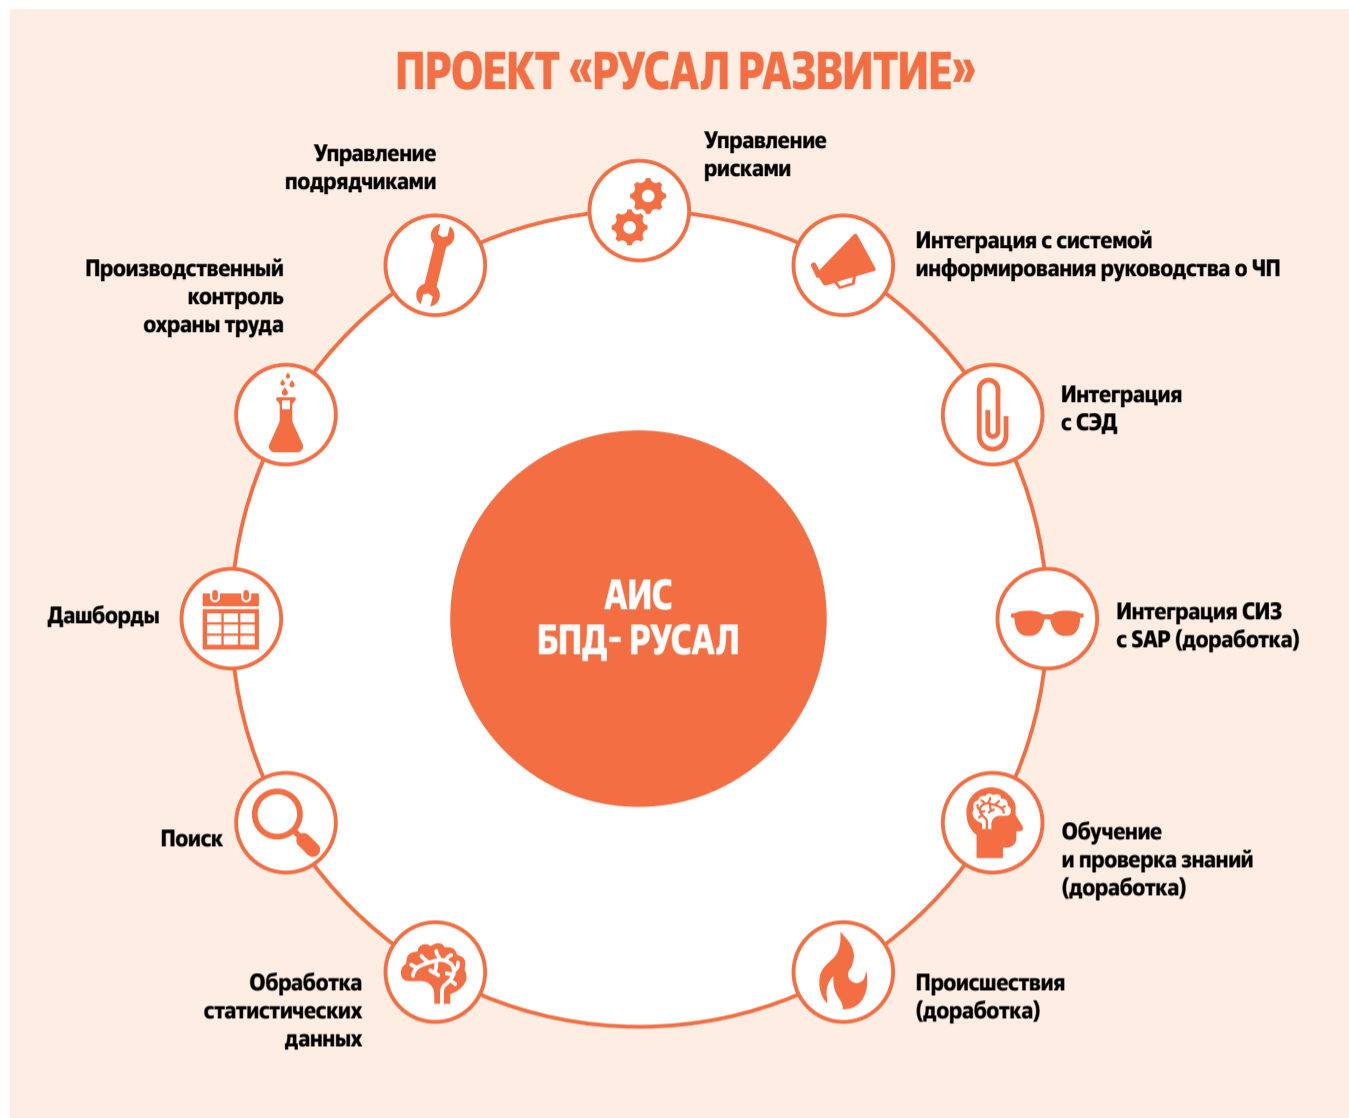 ПРОЕКТ «РУСАЛ РАЗВИТИЕ»
Управление
рисками
Интеграция с системой
информирования руководства о ЧП
Интеграция
с СЭД
Интеграция СИЗ
с SAP (доработка)
Обучение
и проверка знаний
(доработка)
Происшествия
(доработка)
Обработка
статистических
данных
Поиск
Дашборды
Производственный
контроль
охраны труда
Управление
подрядчиками
АИС
БПД- РУСАЛ